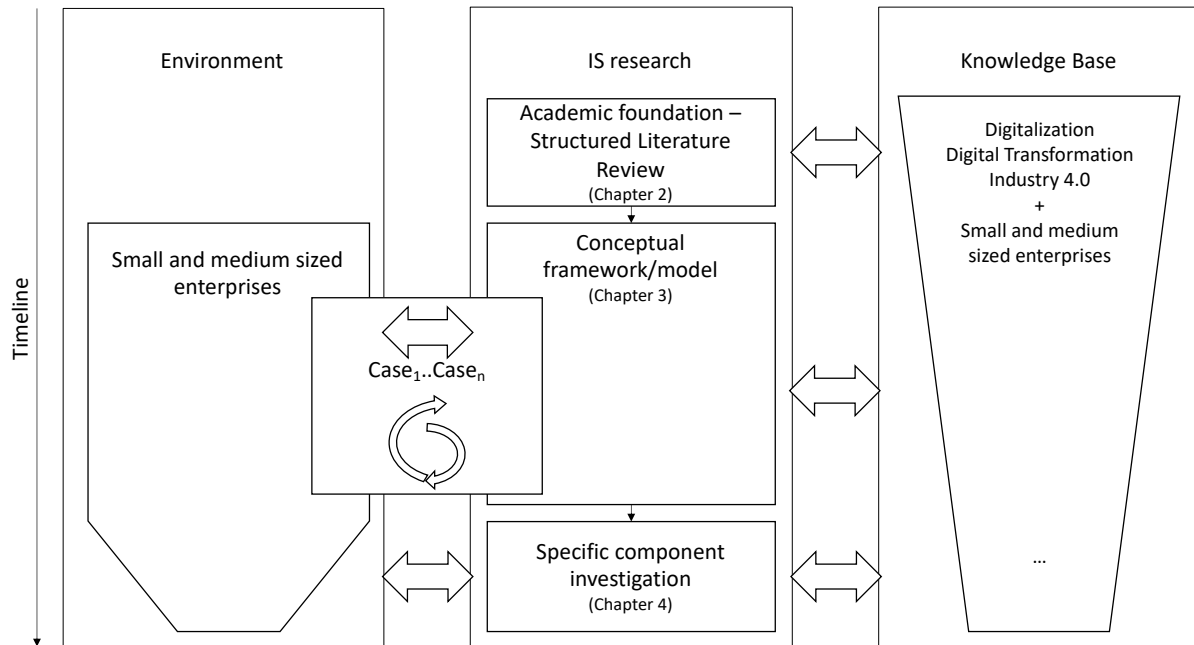 Timeline
Environment
Small and medium sized
enterprises
Case1..Casen
IS research
Academic foundation –
Structured Literature
Review
(Chapter 2)
Conceptual
framework/model
(Chapter 3)
Specific component
investigation
(Chapter 4)
Knowledge Base
Digitalization
Digital Transformation
Industry 4.0
+
Small and medium
sized enterprises
...